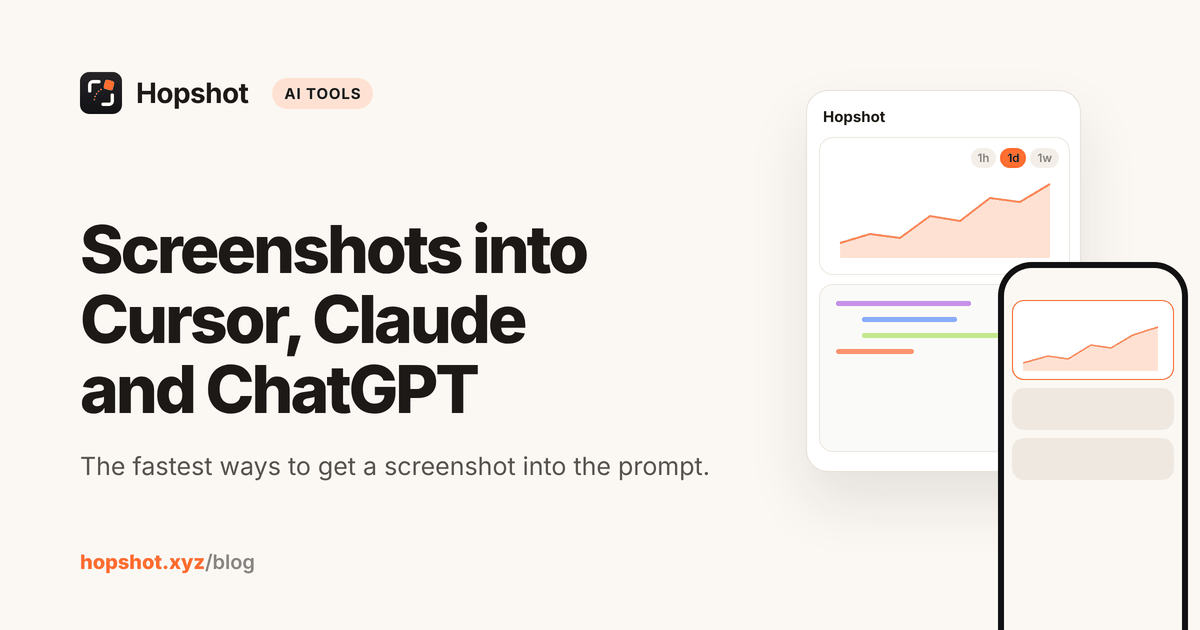 Hopshot
AI TOOLS
Screenshots into
Cursor, Claude
and ChatGPT
The fastest ways to get a screenshot into the prompt.
hopshot.xyz/blog
Hopshot
1h 1d 1w